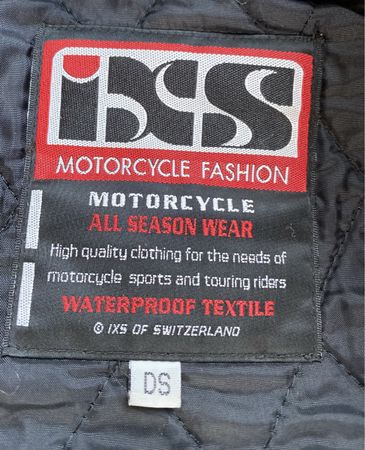 iXS
MOTORCYCLE FASHION
MOTORCYCLE
ALL SEASON WEAR
High quality clothing for the needs of
motorcycle sports and touring riders
WATERPROOF TEXTILE
© IXS OF SWITZERLAND
DS